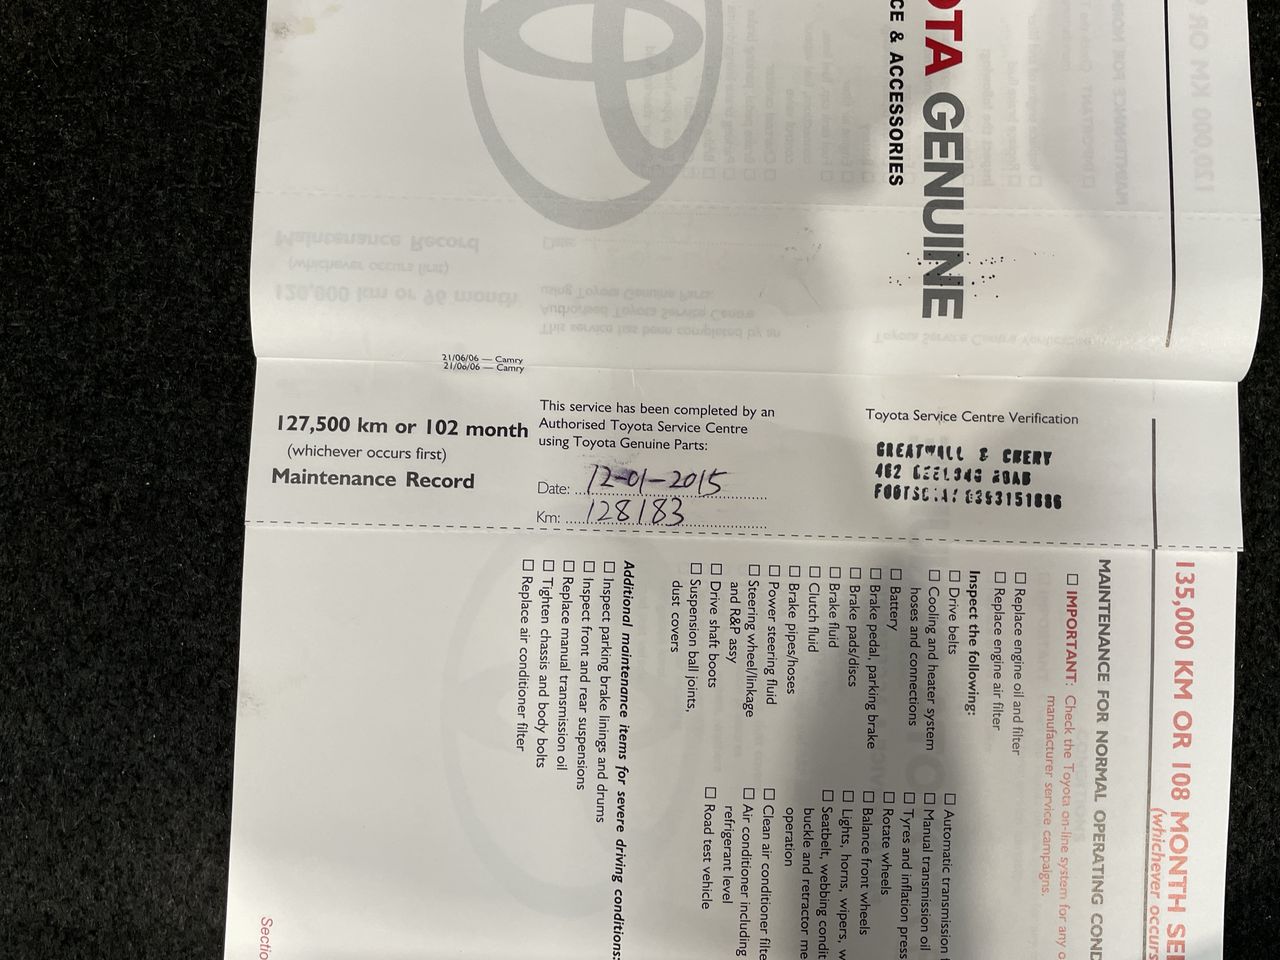 OTA GENUINE
CE & ACCESSORIES
21/06/06 — Camry
21/06/06 — Camry
127,500 km or 102 month
(whichever occurs first)
Maintenance Record
This service has been completed by an
Authorised Toyota Service Centre
using Toyota Genuine Parts:
Date: 12-01-2015
Km: 128183
Toyota Service Centre Verification
GREATWALL & CHERY
462 GEELONG ROAD
FOOTSCRAY 0393151666
135,000 KM OR 108 MONTH SE
(whichever occurs
MAINTENANCE FOR NORMAL OPERATING COND
☐ IMPORTANT: Check the Toyota on-line system for any o
manufacturer service campaigns.
☐ Replace engine oil and filter
☐ Replace engine air filter
Inspect the following:
☐ Drive belts
☐ Cooling and heater system
hoses and connections
☐ Battery
☐ Brake pedal, parking brake
☐ Brake pads/discs
☐ Brake fluid
☐ Clutch fluid
☐ Brake pipes/hoses
☐ Power steering fluid
☐ Steering wheel/linkage
and R&P assy
☐ Drive shaft boots
☐ Suspension ball joints,
dust covers
☐ Automatic transmission f
☐ Manual transmission oil
☐ Tyres and inflation press
☐ Rotate wheels
☐ Balance front wheels
☐ Lights, horns, wipers, w
☐ Seatbelt, webbing condit
buckle and retractor me
operation
☐ Clean air conditioner filte
☐ Air conditioner including
refrigerant level
☐ Road test vehicle
Additional maintenance items for severe driving conditions:
☐ Inspect parking brake linings and drums
☐ Inspect front and rear suspensions
☐ Replace manual transmission oil
☐ Tighten chassis and body bolts
☐ Replace air conditioner filter
Sectio